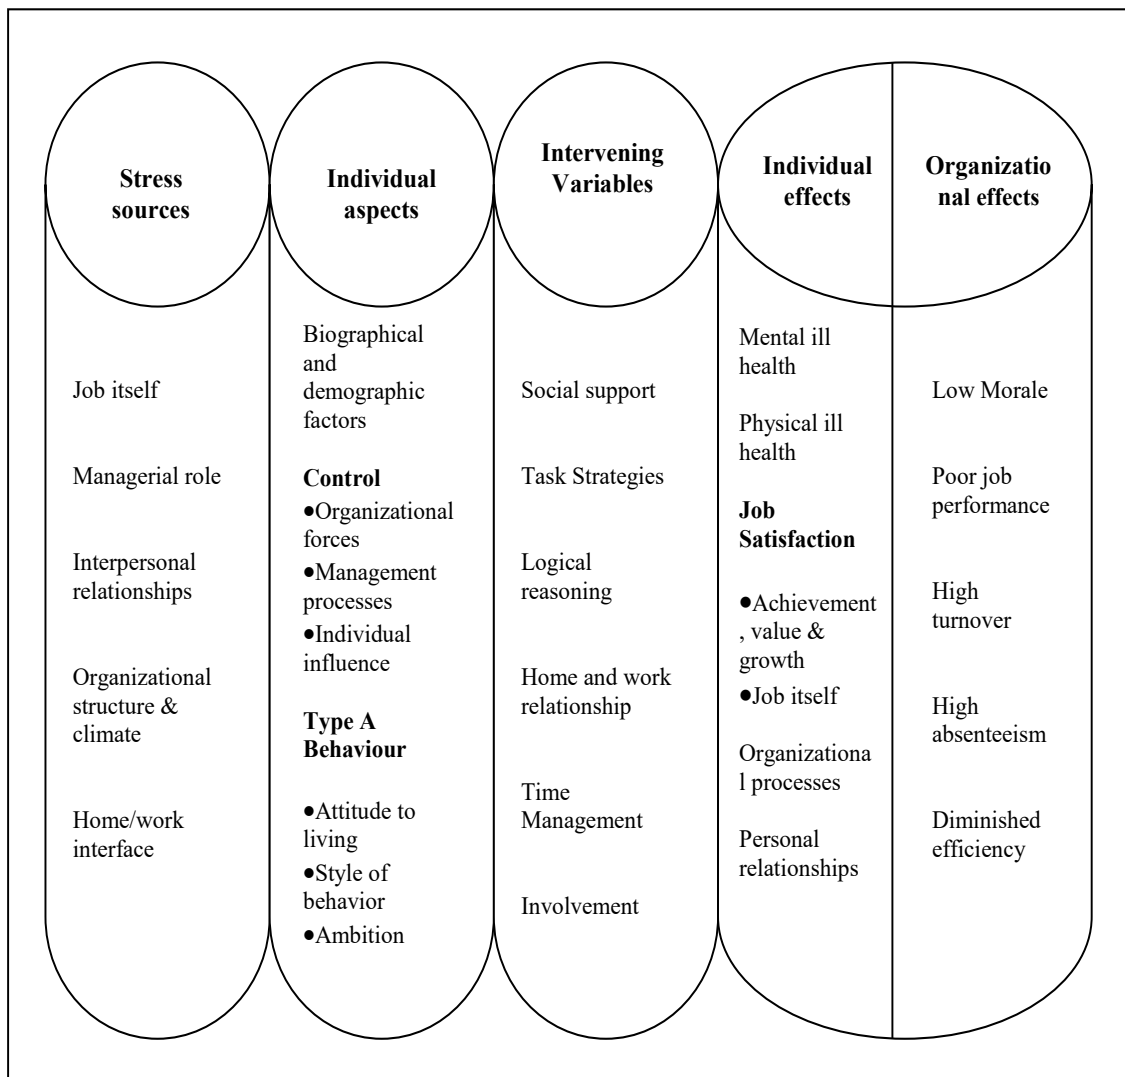 Stress
sources
Job itself
Managerial role
Interpersonal
relationships
Organizational
structure &
climate
Home/work
interface
Individual
aspects
Biographical
and
demographic
factors
Control
●Organizational
forces
●Management
processes
●Individual
influence
Type A
Behaviour
●Attitude to
living
●Style of
behavior
●Ambition
Intervening
Variables
Social support
Task Strategies
Logical
reasoning
Home and work
relationship
Time
Management
Involvement
Individual
effects
Mental ill
health
Physical ill
health
Job
Satisfaction
●Achievement
, value &
growth
●Job itself
Organizationa
l processes
Personal
relationships
Organizatio
nal effects
Low Morale
Poor job
performance
High
turnover
High
absenteeism
Diminished
efficiency